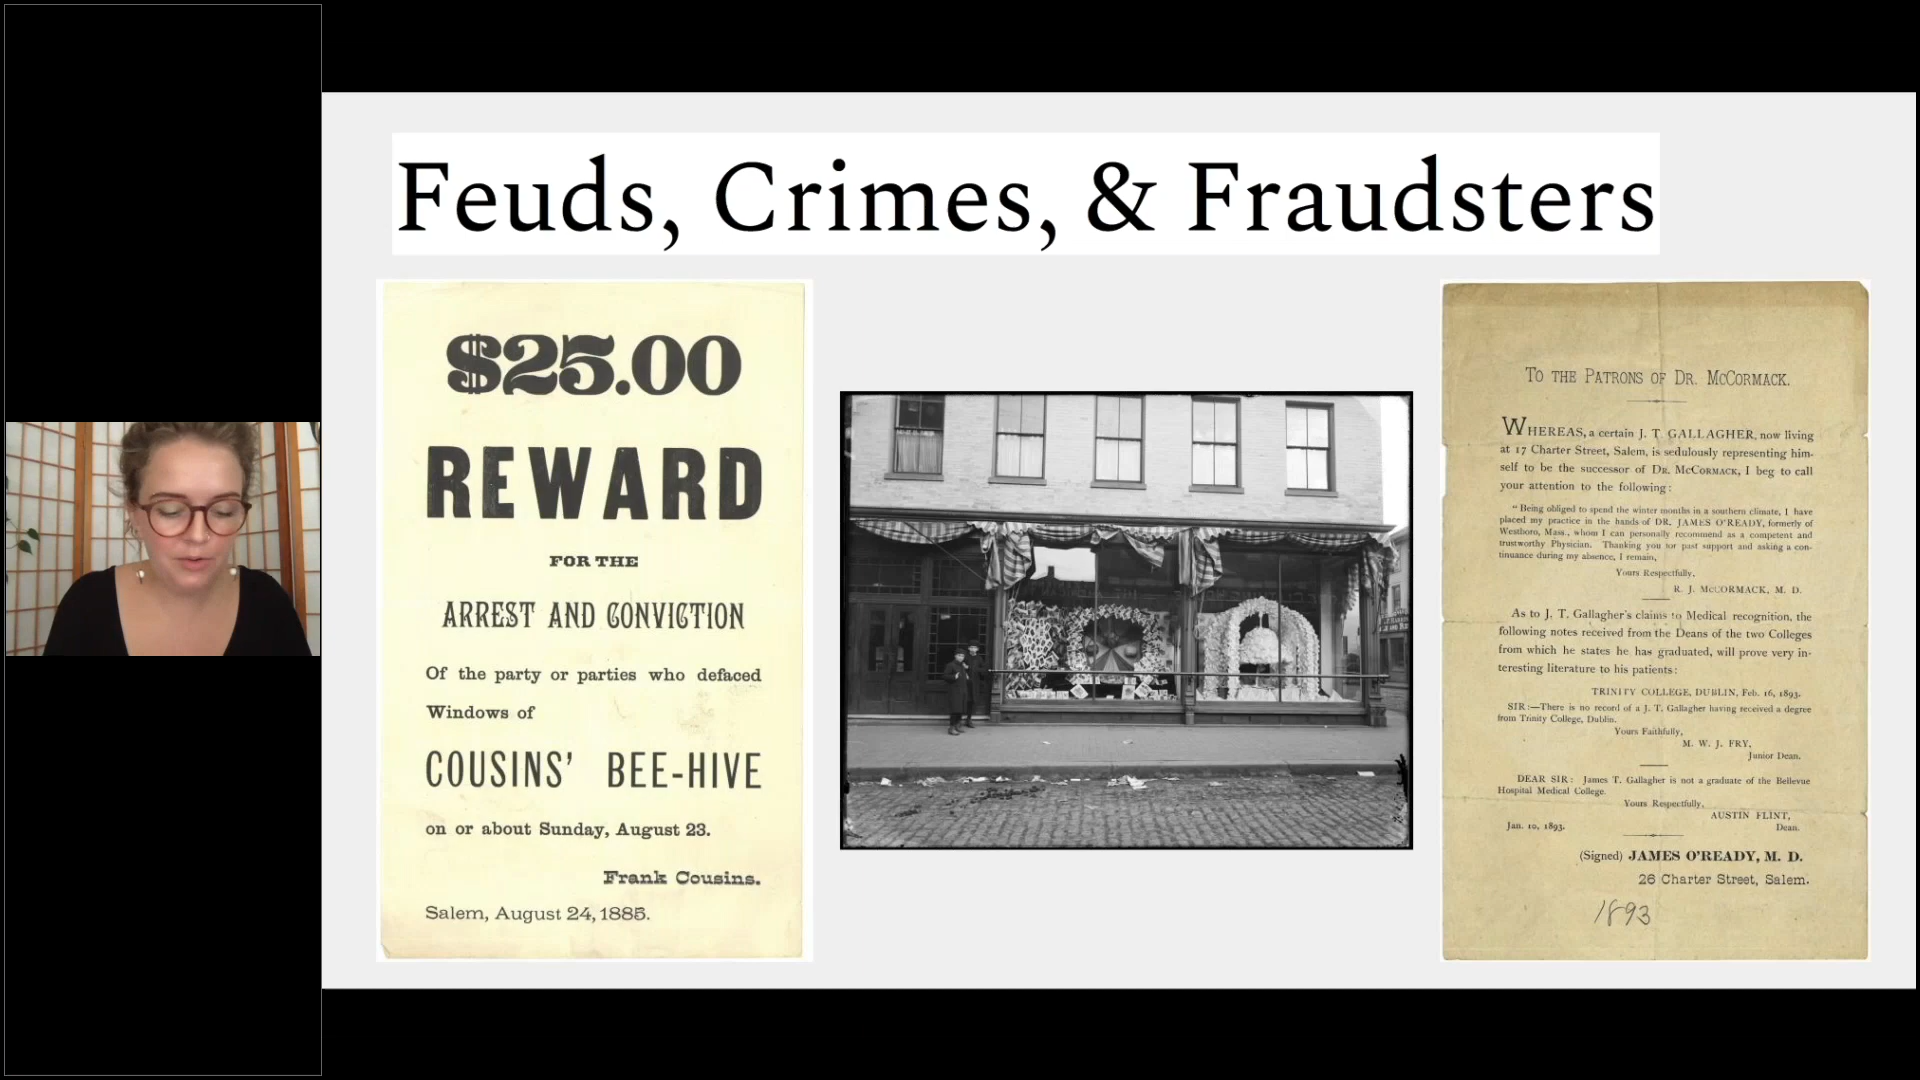 Feuds, Crimes, & Fraudsters
$25.00
REWARD
FOR THE
ARREST AND CONVICTION
Of the party or parties who defaced
Windows of
COUSINS' BEE-HIVE
on or about Sunday, August 23.
Frank Cousins.
Salem, August 24, 1885.
TO THE PATRONS OF DR. MCCORMACK.
WHEREAS, a certain J. T. GALLAGHER, now living
at 17 Charter Street, Salem, is sedulously representing him-
self to be the successor of DR. MCCORMACK, I beg to call
your attention to the following:
"Being obliged to spend the winter months in a southern climate, I have
placed my practice in the hands of DR. JAMES O'READY, formerly of
Westboro, Mass., whom I can personally recommend as a competent and
trustworthy Physician. Thanking you for past support and asking a con-
tinuance during my absence, I remain,
Yours Respectfully,
R. J. MCCORMACK, M. D.
As to J. T. Gallagher's claims to Medical recognition, the
following notes received from the Deans of the two Colleges
from which he states he has graduated, will prove very in-
teresting literature to his patients:
TRINITY COLLEGE, DUBLIN, Feb. 16, 1893.
SIR:—There is no record of a J. T. Gallagher having received a degree
from Trinity College, Dublin.
Yours Faithfully,
M. W. J. FRY,
Junior Dean.
DEAR SIR: James T. Gallagher is not a graduate of the Bellevue
Hospital Medical College.
Yours Respectfully,
AUSTIN FLINT,
Jan. 10, 1893. Dean.
(Signed) JAMES O'READY, M. D.
26 Charter Street, Salem.
1893